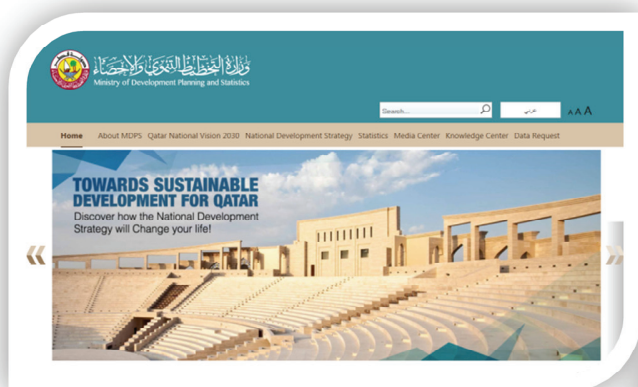 وزارة التخطيط التنموي والإحصاء
Ministry of Development Planning and Statistics
Search...
عربي
A A A
Home About MDPS Qatar National Vision 2030 National Development Strategy Statistics Media Center Knowledge Center Data Request
TOWARDS SUSTAINABLE
DEVELOPMENT FOR QATAR
Discover how the National Development
Strategy will Change your life!